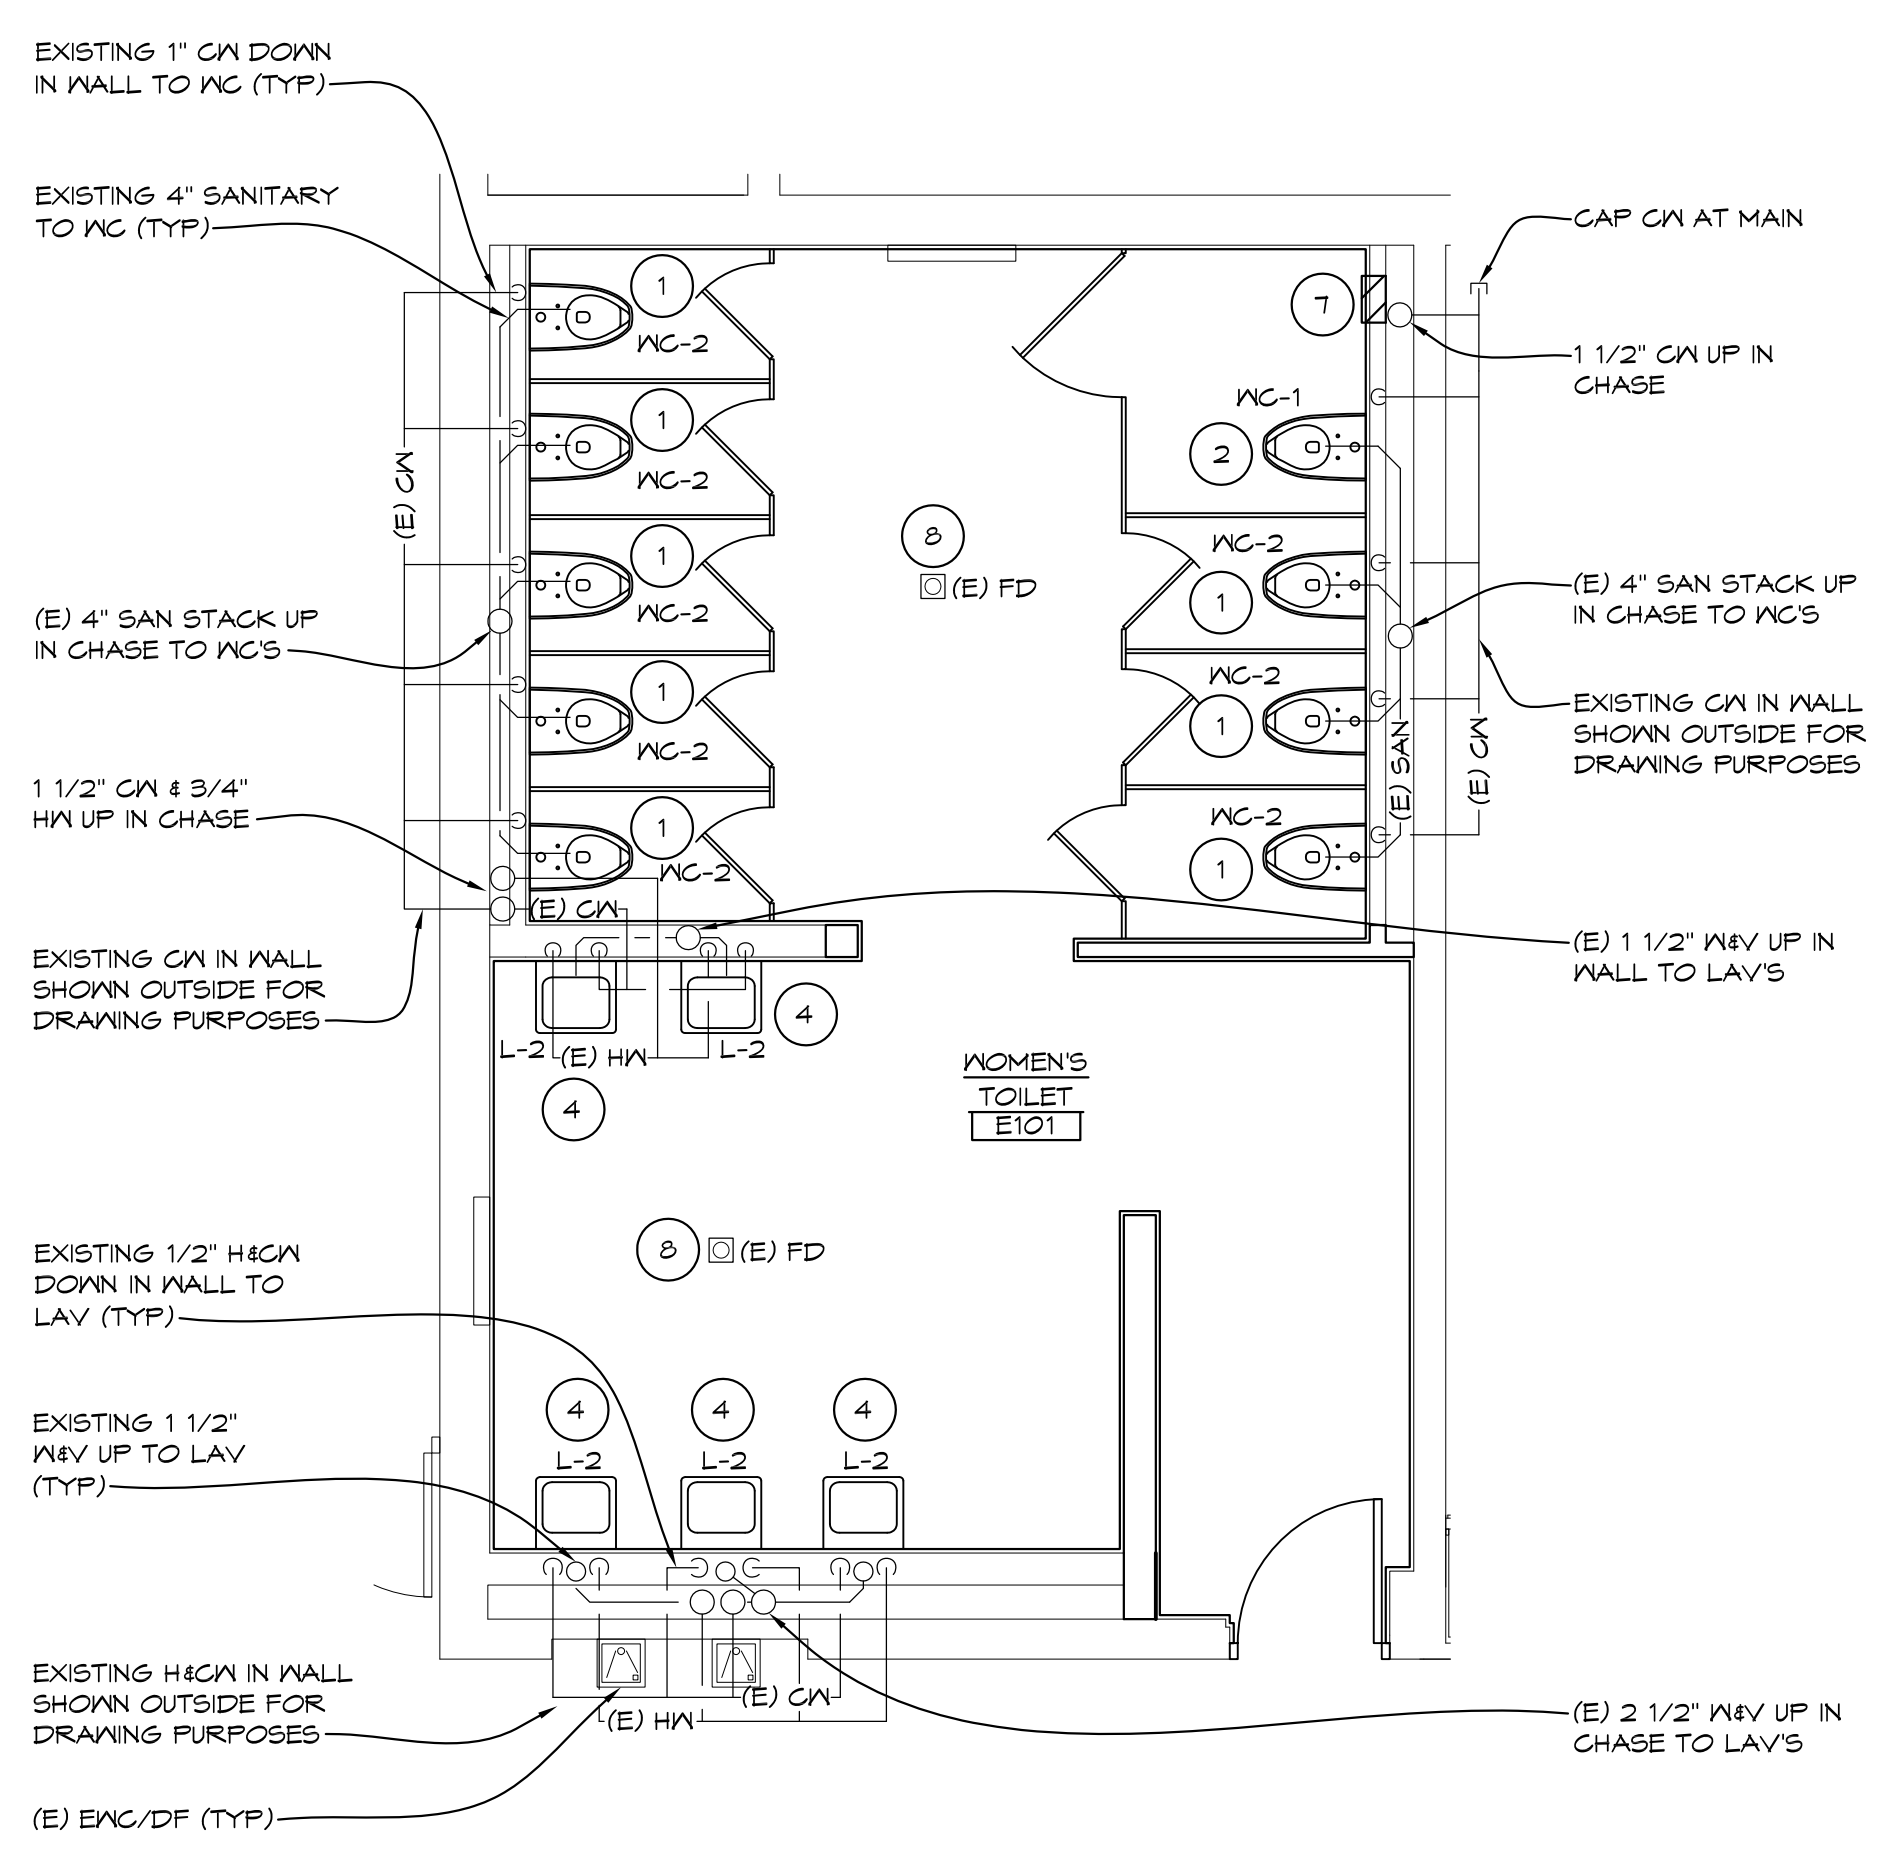 EXISTING 1" CW DOWN
IN WALL TO WC (TYP)
EXISTING 4" SANITARY
TO WC (TYP)
CAP CW AT MAIN
1
WC-2
7
1 1/2" CW UP IN
CHASE
1
WC-2
WC-1
2
(E) CW
1
WC-2
8
(E) FD
WC-2
1
(E) 4" SAN STACK UP
IN CHASE TO WC'S
(E) 4" SAN STACK UP
IN CHASE TO WC'S
1
WC-2
WC-2
1
EXISTING CW IN WALL
SHOWN OUTSIDE FOR
DRAWING PURPOSES
(E) SAN
(E) CW
1 1/2" CW & 3/4"
HW UP IN CHASE
1
WC-2
WC-2
1
(E) CW
EXISTING CW IN WALL
SHOWN OUTSIDE FOR
DRAWING PURPOSES
(E) 1 1/2" W&V UP IN
WALL TO LAV'S
4
L-2
(E) HW
L-2
4
WOMEN'S
TOILET
E101
8
(E) FD
EXISTING 1/2" H&CW
DOWN IN WALL TO
LAV (TYP)
4
4
4
L-2
L-2
L-2
EXISTING 1 1/2"
W&V UP TO LAV
(TYP)
EXISTING H&CW IN WALL
SHOWN OUTSIDE FOR
DRAWING PURPOSES
(E) CW
(E) HW
(E) 2 1/2" W&V UP IN
CHASE TO LAV'S
(E) EWC/DF (TYP)